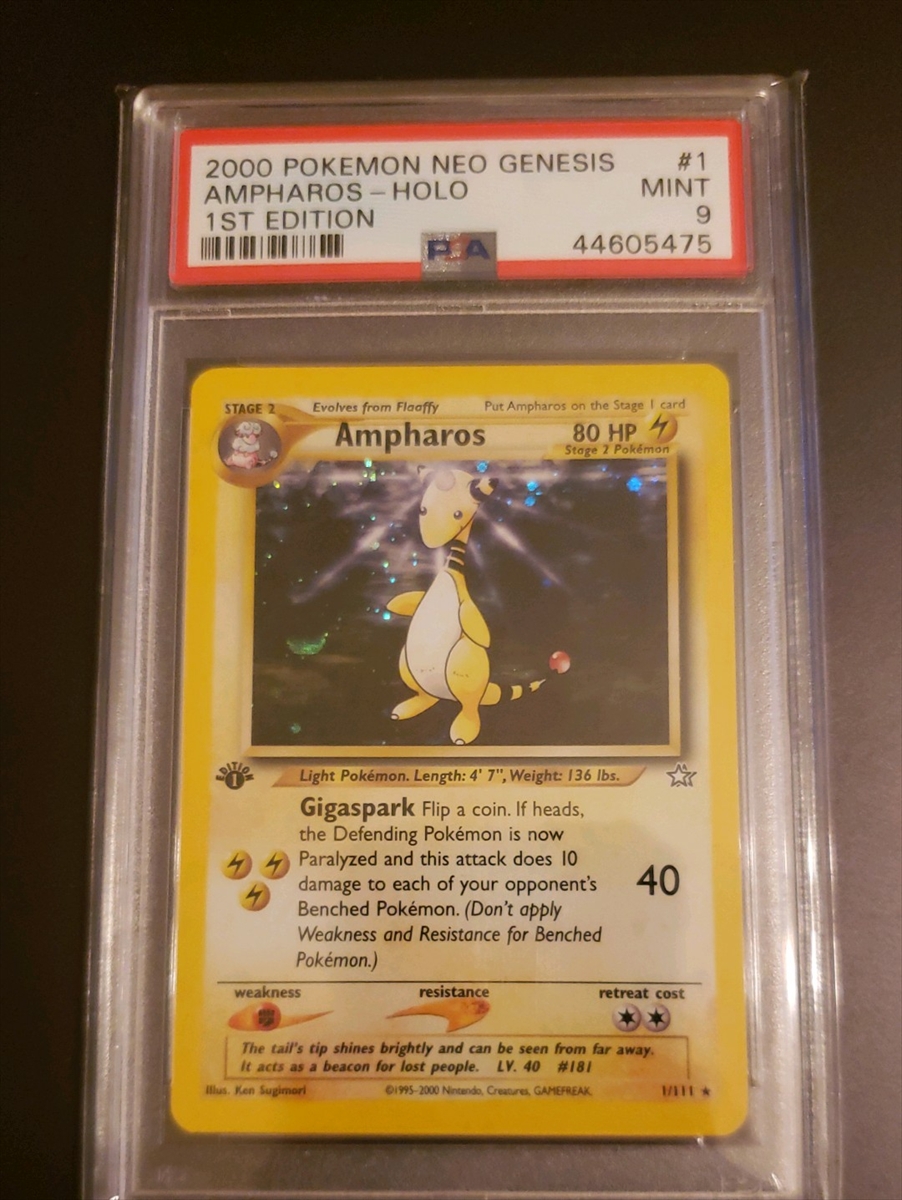 2000 POKEMON NEO GENESIS #1
AMPHAROS - HOLO MINT
1ST EDITION 9
PSA 44605475
STAGE 2 Evolves from Flaaffy Put Ampharos on the Stage 1 card
Ampharos 80 HP
Stage 2 Pokémon
EDITION
1
Light Pokémon. Length: 4' 7", Weight: 136 lbs.
Gigaspark Flip a coin. If heads,
the Defending Pokémon is now
Paralyzed and this attack does 10
damage to each of your opponent's
Benched Pokémon. (Don't apply
Weakness and Resistance for Benched
Pokémon.)
40
weakness resistance retreat cost
The tail's tip shines brightly and can be seen from far away.
It acts as a beacon for lost people. LV. 40 #181
Illus. Ken Sugimori ©1995-2000 Nintendo, Creatures, GAMEFREAK. 1/111 ★